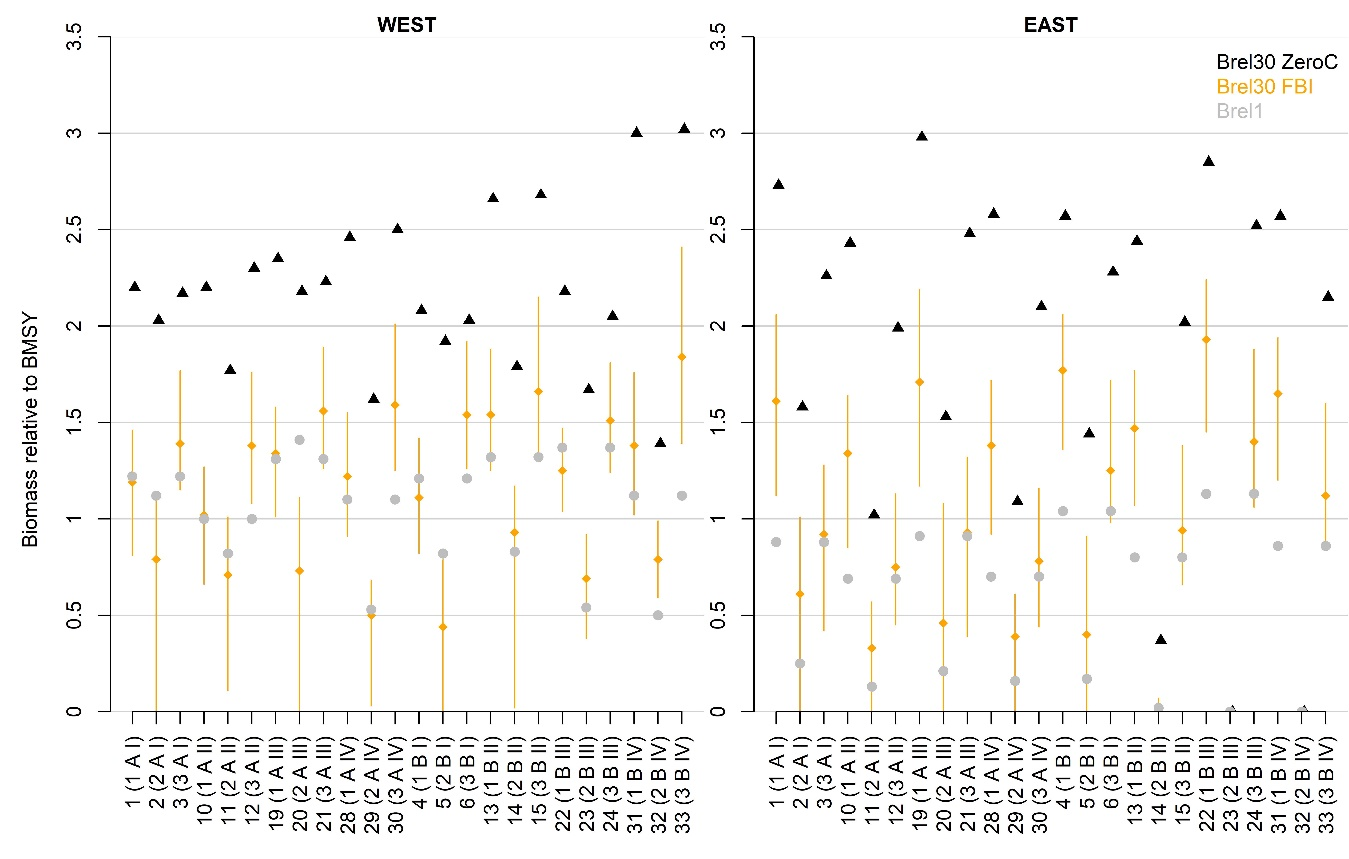 WEST
EAST
Brel30 ZeroC
Brel30 FBI
Brel1
Biomass relative to BMSY
3.5
3
2.5
2
1.5
1
0.5
0
3.5
3
2.5
2
1.5
1
0.5
0
1 (1 A I)
2 (2 A I)
3 (3 A I)
10 (1 A II)
11 (2 A II)
12 (3 A II)
19 (1 A III)
20 (2 A III)
21 (3 A III)
28 (1 A IV)
29 (2 A IV)
30 (3 A IV)
4 (1 B I)
5 (2 B I)
6 (3 B I)
13 (1 B II)
14 (2 B II)
15 (3 B II)
22 (1 B III)
23 (2 B III)
24 (3 B III)
31 (1 B IV)
32 (2 B IV)
33 (3 B IV)
1 (1 A I)
2 (2 A I)
3 (3 A I)
10 (1 A II)
11 (2 A II)
12 (3 A II)
19 (1 A III)
20 (2 A III)
21 (3 A III)
28 (1 A IV)
29 (2 A IV)
30 (3 A IV)
4 (1 B I)
5 (2 B I)
6 (3 B I)
13 (1 B II)
14 (2 B II)
15 (3 B II)
22 (1 B III)
23 (2 B III)
24 (3 B III)
31 (1 B IV)
32 (2 B IV)
33 (3 B IV)